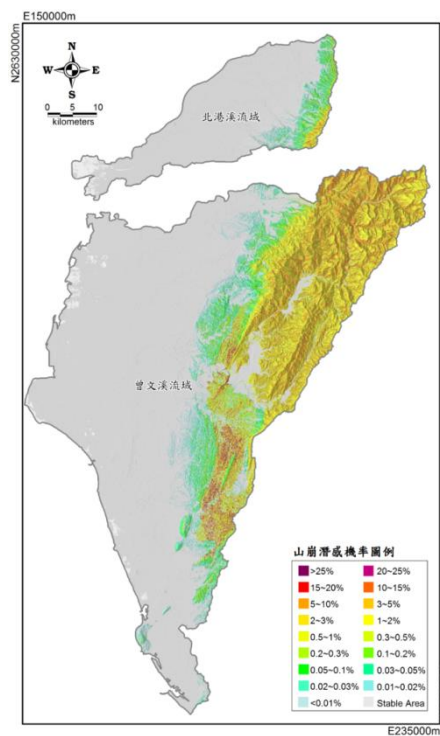 E150000m
N2630000m
N
W E
S
0 5 10
kilometers
北港溪流域
曾文溪流域
山崩潛感機率圖例
>25% 20~25%
15~20% 10~15%
5~10% 3~5%
2~3% 1~2%
0.5~1% 0.3~0.5%
0.2~0.3% 0.1~0.2%
0.05~0.1% 0.03~0.05%
0.02~0.03% 0.01~0.02%
<0.01% Stable Area
E235000m